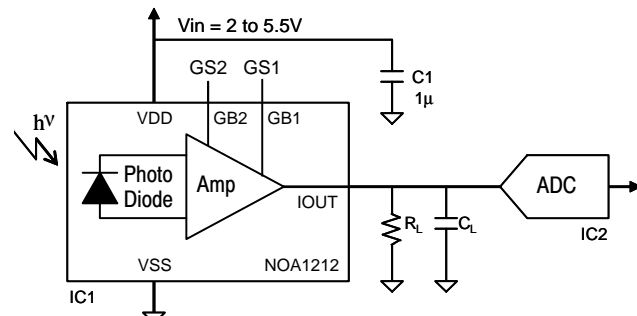 Vin = 2 to 5.5V
GS2 GS1
C1
1µ
hν
VDD GB2 GB1
Photo
Diode
Amp
IOUT
ADC
RL
CL
IC2
VSS
NOA1212
IC1